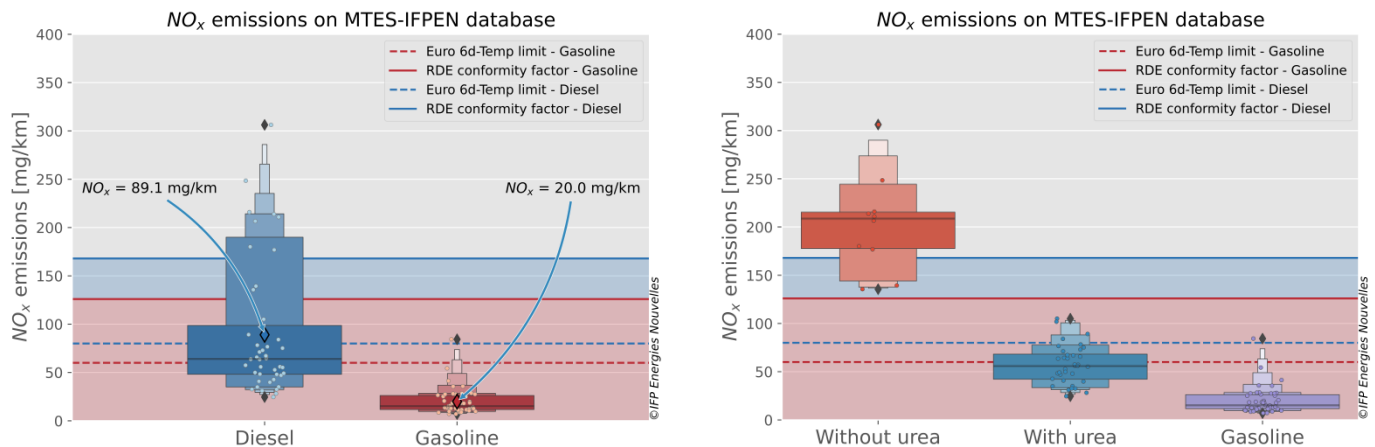 NOx emissions on MTES-IFPEN database
400
350
300
250
200
150
100
50
0
NOx emissions [mg/km]
Euro 6d-Temp limit - Gasoline
RDE conformity factor - Gasoline
Euro 6d-Temp limit - Diesel
RDE conformity factor - Diesel
NOx = 89.1 mg/km
NOx = 20.0 mg/km
Diesel
Gasoline
©IFP Energies Nouvelles
NOx emissions on MTES-IFPEN database
400
350
300
250
200
150
100
50
0
NOx emissions [mg/km]
Euro 6d-Temp limit - Gasoline
RDE conformity factor - Gasoline
Euro 6d-Temp limit - Diesel
RDE conformity factor - Diesel
Without urea
With urea
Gasoline
©IFP Energies Nouvelles